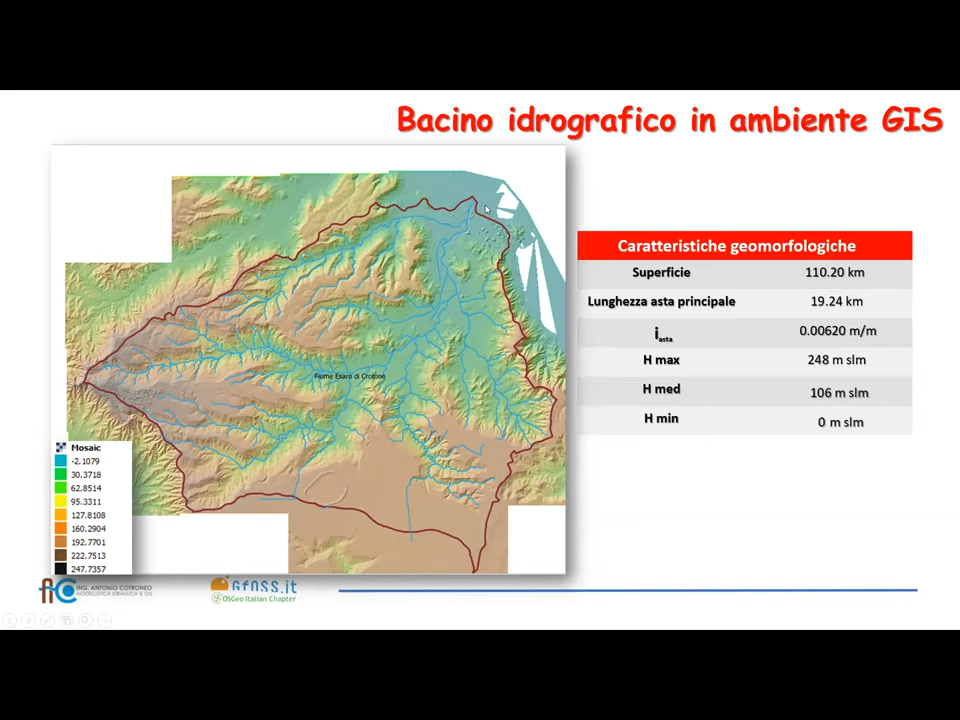 Bacino idrografico in ambiente GIS
Fiume Esaro di Crotone
Mosaic
-2.1079
30.3718
62.8514
95.3311
127.8108
160.2904
192.7701
222.7513
247.7357
Caratteristiche geomorfologiche
Superficie 110.20 km
Lunghezza asta principale 19.24 km
iasta 0.00620 m/m
H max 248 m slm
H med 106 m slm
H min 0 m slm
ING. ANTONIO COTRONEO
MODELLISTICA IDRAULICA & GIS
GFOSS.it
OSGeo Italian Chapter